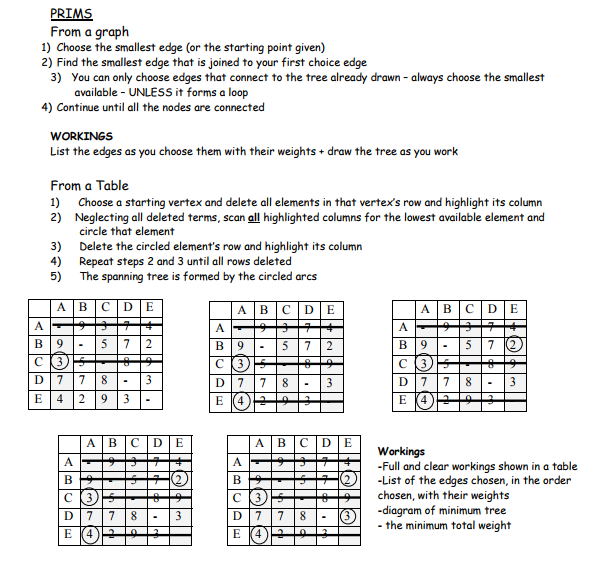 PRIMS
From a graph
1) Choose the smallest edge (or the starting point given)
2) Find the smallest edge that is joined to your first choice edge
3) You can only choose edges that connect to the tree already drawn – always choose the smallest
available – UNLESS it forms a loop
4) Continue until all the nodes are connected
WORKINGS
List the edges as you choose them with their weights + draw the tree as you work
From a Table
1) Choose a starting vertex and delete all elements in that vertex's row and highlight its column
2) Neglecting all deleted terms, scan all highlighted columns for the lowest available element and
circle that element
3) Delete the circled element's row and highlight its column
4) Repeat steps 2 and 3 until all rows deleted
5) The spanning tree is formed by the circled arcs
A B C D E
A - 9 3 7 4
B 9 - 5 7 2
C 3 5 - 8 9
D 7 7 8 - 3
E 4 2 9 3 -
A B C D E
A - 9 3 7 4
B 9 - 5 7 2
C 3 5 - 8 9
D 7 7 8 - 3
E 4 2 9 3 -
A B C D E
A - 9 3 7 4
B 9 - 5 7 2
C 3 5 - 8 9
D 7 7 8 - 3
E 4 2 9 3 -
A B C D E
A - 9 3 7 4
B 9 - 5 7 2
C 3 5 - 8 9
D 7 7 8 - 3
E 4 2 9 3 -
A B C D E
A - 9 3 7 4
B 9 - 5 7 2
C 3 5 - 8 9
D 7 7 8 - 3
E 4 2 9 3 -
Workings
-Full and clear workings shown in a table
-List of the edges chosen, in the order
chosen, with their weights
-diagram of minimum tree
- the minimum total weight